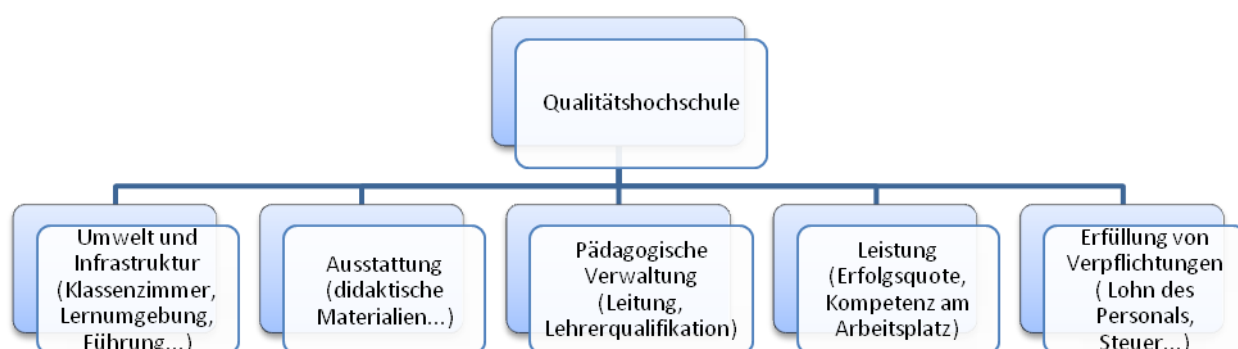 Qualitätshochschule
Umwelt und
Infrastruktur
(Klassenzimmer,
Lernumgebung,
Führung...)
Ausstattung
(didaktische
Materialien...)
Pädagogische
Verwaltung
(Leitung,
Lehrerqualifikation)
Leistung
(Erfolgsquote,
Kompetenz am
Arbeitsplatz)
Erfüllung von
Verpflichtungen
( Lohn des
Personals,
Steuer...)